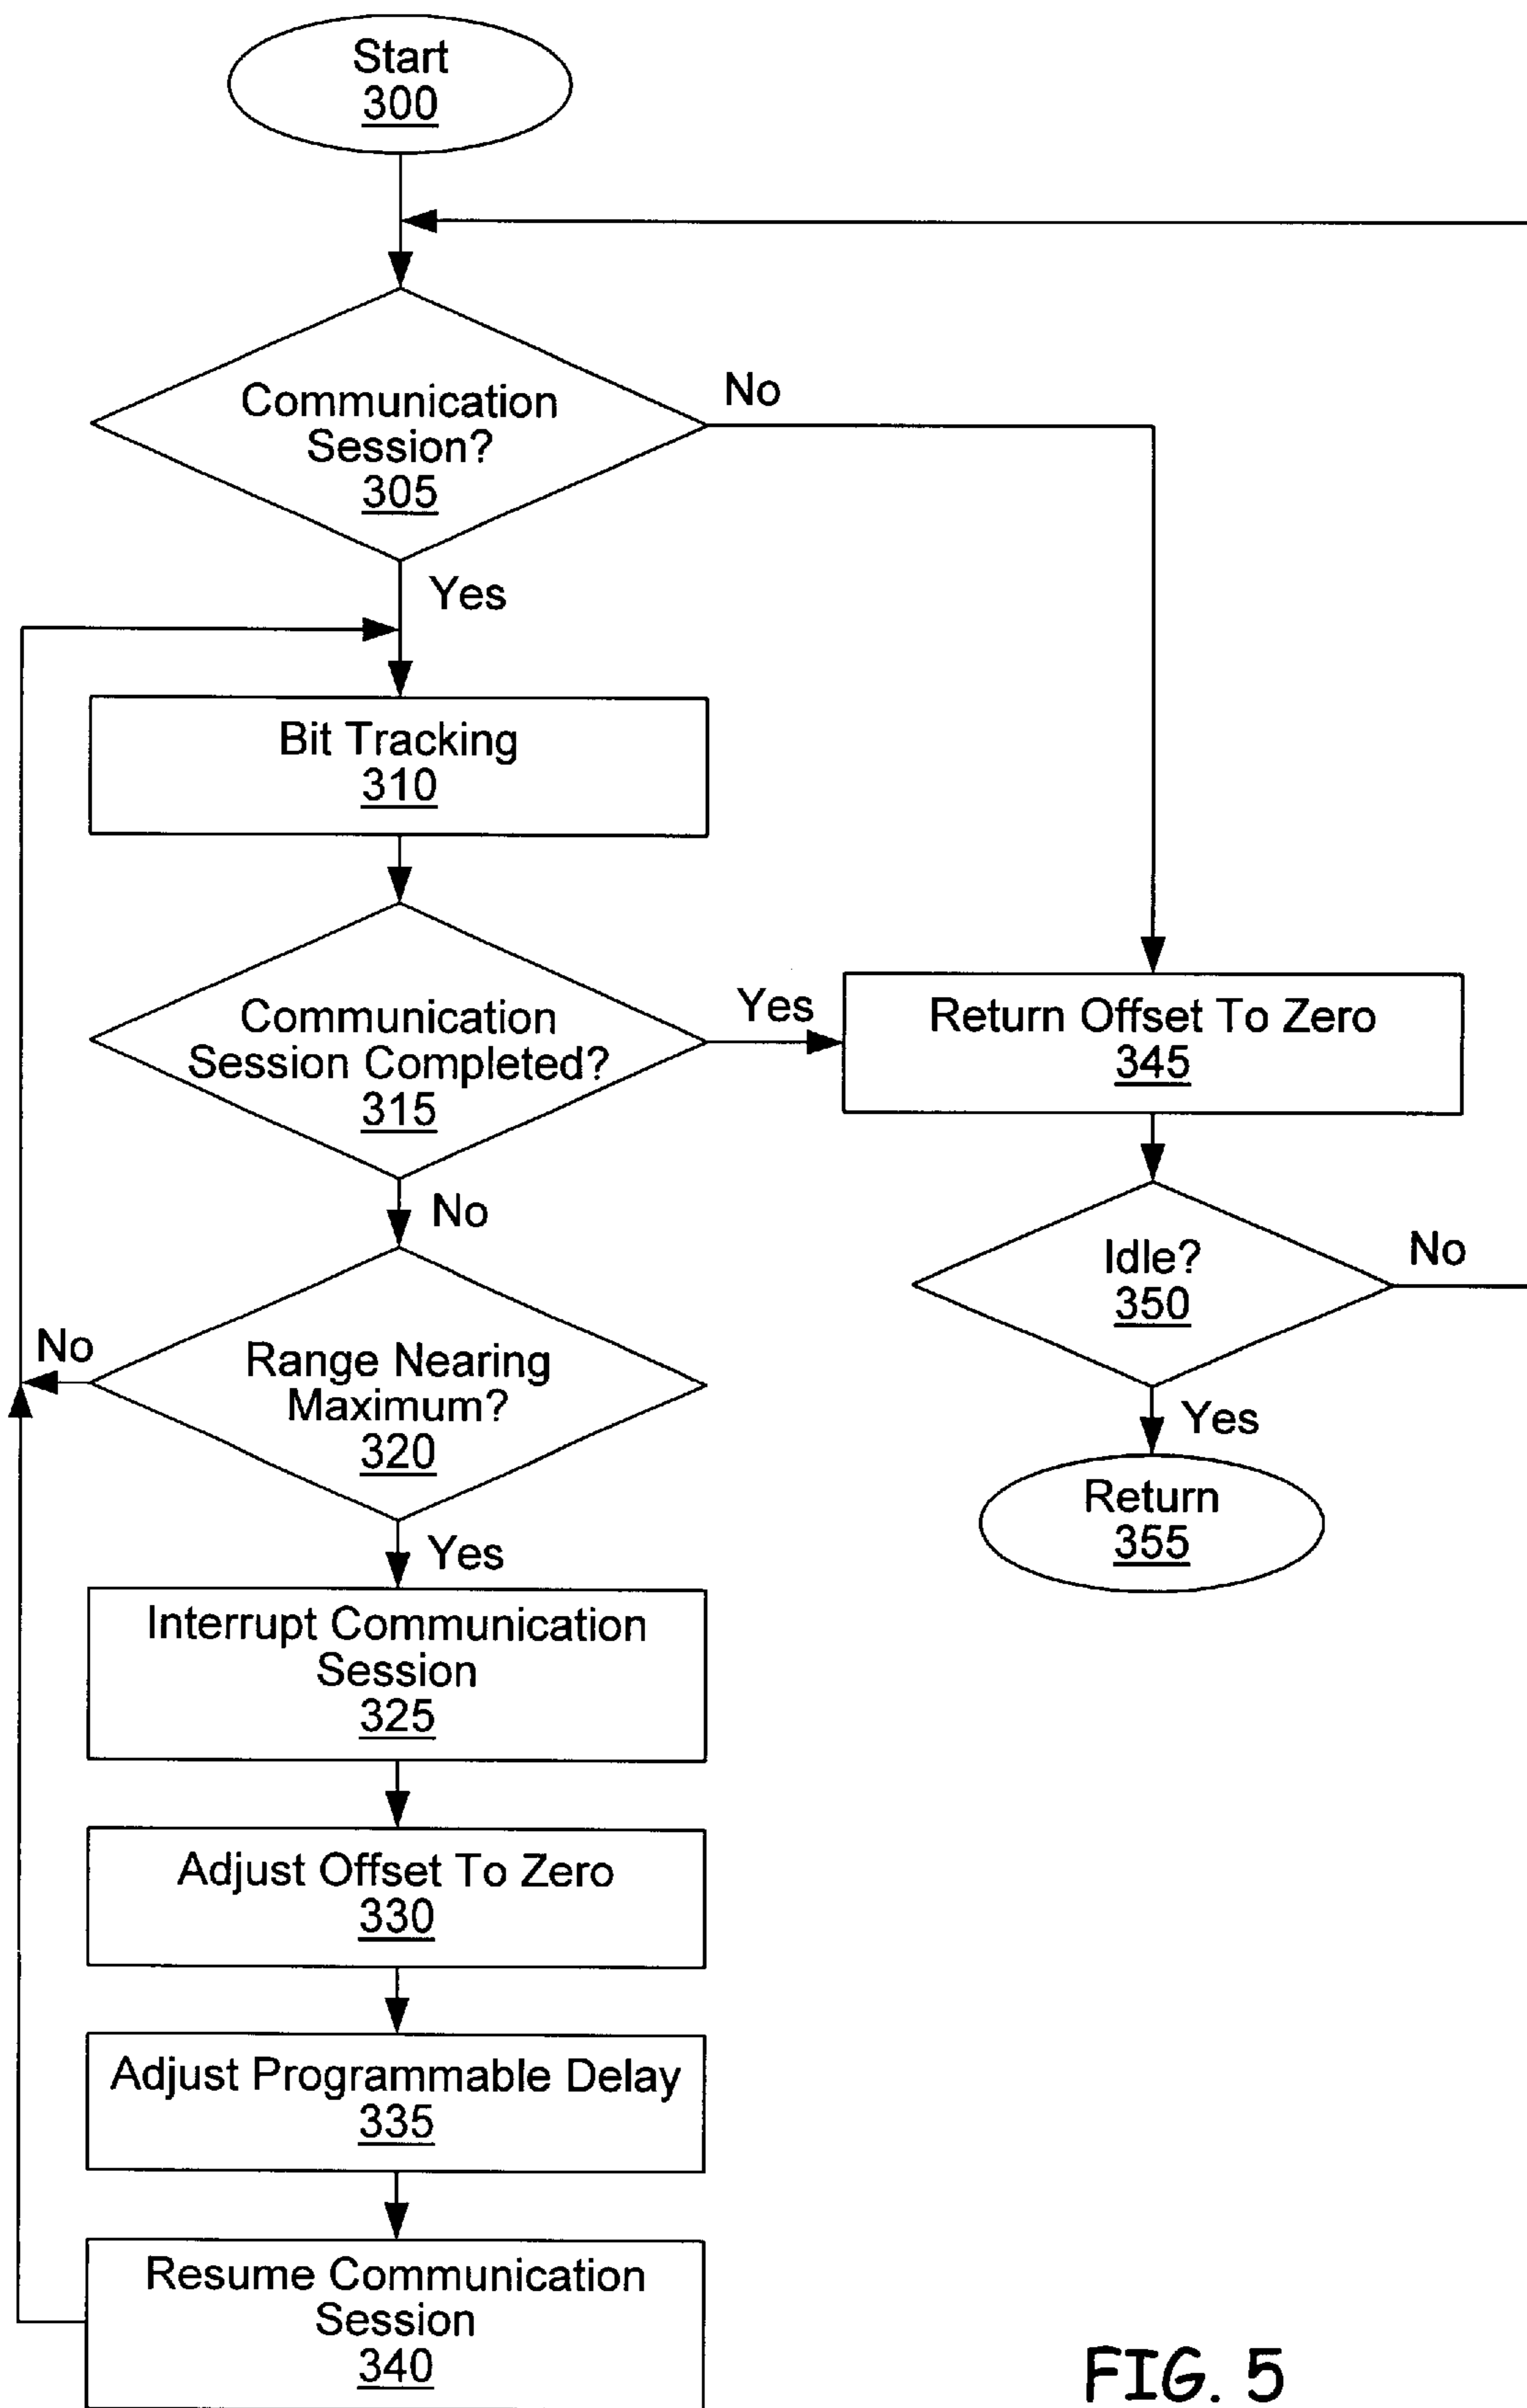 Start
300
Communication
Session?
305
No
Yes
Bit Tracking
310
Communication
Session Completed?
315
Yes
Return Offset To Zero
345
No
Idle?
350
No
Range Nearing
Maximum?
320
No
Yes
Return
355
Yes
Interrupt Communication
Session
325
Adjust Offset To Zero
330
Adjust Programmable Delay
335
Resume Communication
Session
340
FIG. 5